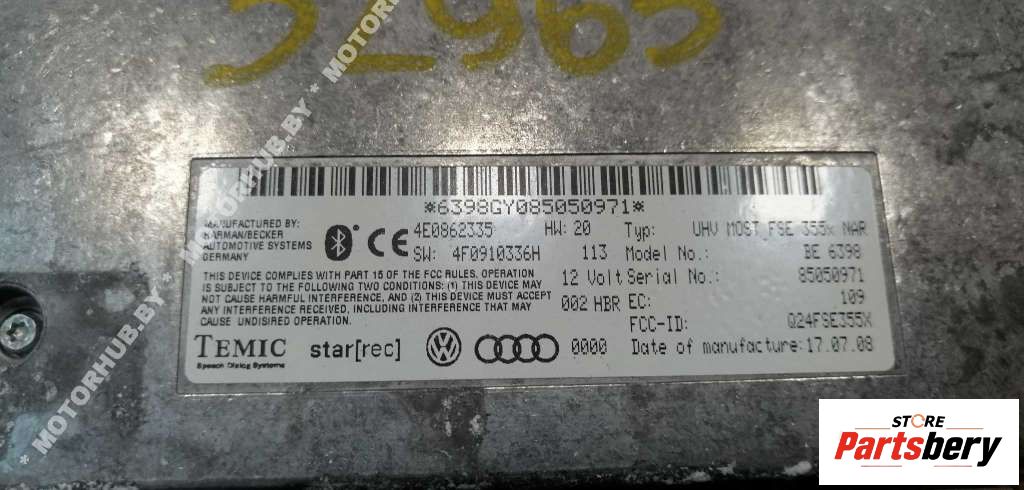 52965
* MOTORHUB.BY * MOTORHUB.BY * MOTORHUB
*6398GY085050971*
MANUFACTURED BY:
HARMAN/BECKER
AUTOMOTIVE SYSTEMS
GERMANY
CE
4E0862335 HW: 20 Typ: UHV MOST FSE 355x NAR
SW: 4F0910336H 113 Model No.: BE 6398
12 Volt Serial No.: 85050971
002 HBR EC: 109
FCC-ID: Q24FSE355X
0000 Date of manufacture: 17.07.08
THIS DEVICE COMPLIES WITH PART 15 OF THE FCC RULES. OPERATION
IS SUBJECT TO THE FOLLOWING TWO CONDITIONS: (1) THIS DEVICE MAY
NOT CAUSE HARMFUL INTERFERENCE, AND (2) THIS DEVICE MUST ACCEPT
ANY INTERFERENCE RECEIVED, INCLUDING INTERFERENCE THAT MAY
CAUSE UNDISIRED OPERATION.
TEMIC star[rec]
Speech Dialog Systems
STORE
Partsbery